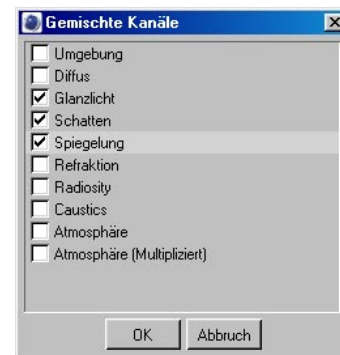 Gemischte Kanäle
Umgebung
Diffus
Glanzlicht
Schatten
Spiegelung
Refraktion
Radiosity
Caustics
Atmosphäre
Atmosphäre (Multipliziert)
OK Abbruch